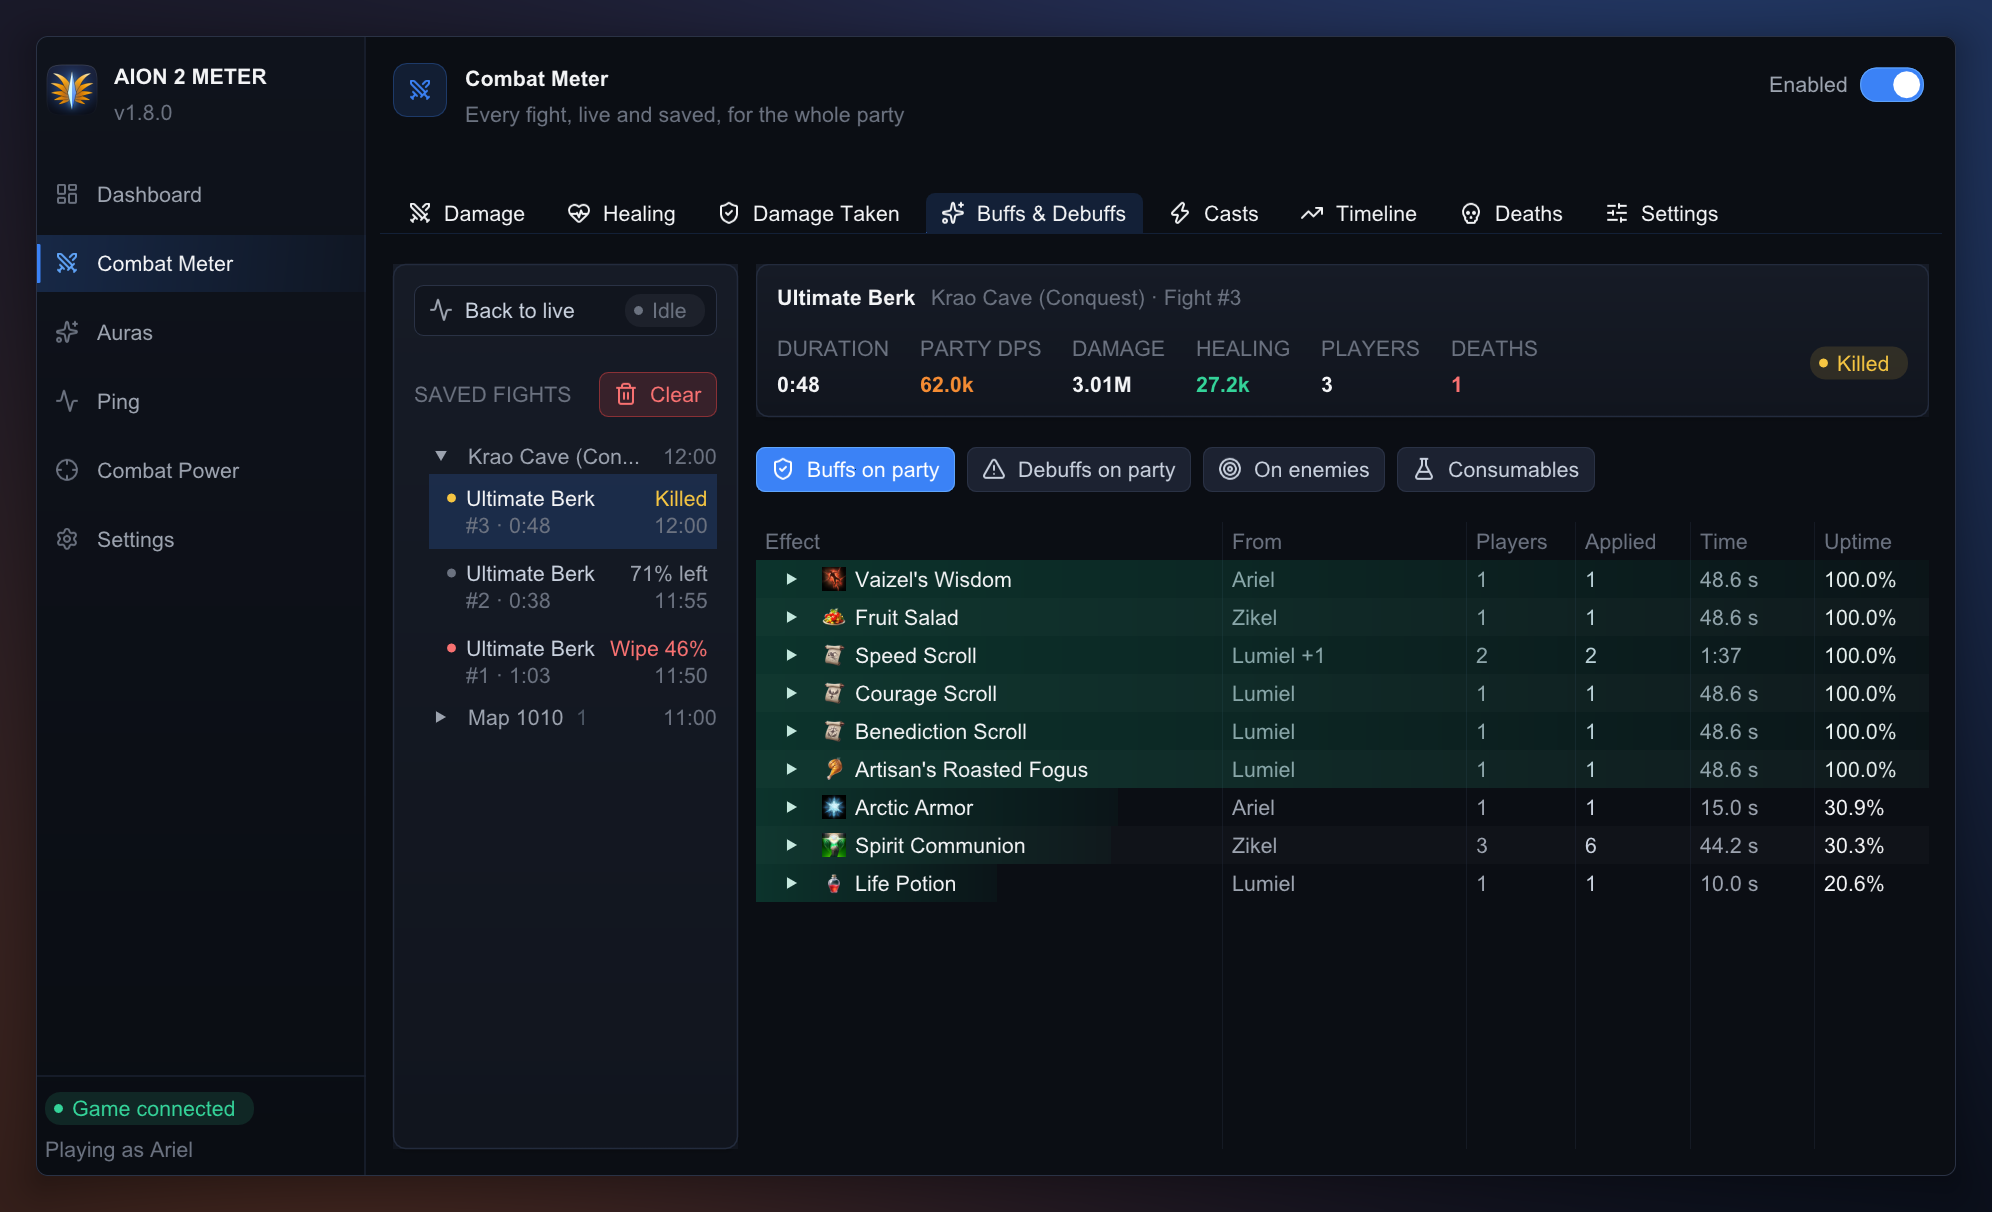 AION 2 METER
v1.8.0
Dashboard
Combat Meter
Auras
Ping
Combat Power
Settings
Game connected
Playing as Ariel
Combat Meter
Every fight, live and saved, for the whole party
Enabled
Damage Healing Damage Taken Buffs & Debuffs Casts Timeline Deaths Settings
Back to live Idle
SAVED FIGHTS Clear
Krao Cave (Con... 12:00
Ultimate Berk Killed
#3 · 0:48 12:00
Ultimate Berk 71% left
#2 · 0:38 11:55
Ultimate Berk Wipe 46%
#1 · 1:03 11:50
Map 1010 1 11:00
Ultimate Berk Krao Cave (Conquest) · Fight #3
DURATION PARTY DPS DAMAGE HEALING PLAYERS DEATHS
0:48 62.0k 3.01M 27.2k 3 1
Killed
Buffs on party Debuffs on party On enemies Consumables
Effect From Players Applied Time Uptime
Vaizel's Wisdom Ariel 1 1 48.6 s 100.0%
Fruit Salad Zikel 1 1 48.6 s 100.0%
Speed Scroll Lumiel +1 2 2 1:37 100.0%
Courage Scroll Lumiel 1 1 48.6 s 100.0%
Benediction Scroll Lumiel 1 1 48.6 s 100.0%
Artisan's Roasted Fogus Lumiel 1 1 48.6 s 100.0%
Arctic Armor Ariel 1 1 15.0 s 30.9%
Spirit Communion Zikel 3 6 44.2 s 30.3%
Life Potion Lumiel 1 1 10.0 s 20.6%